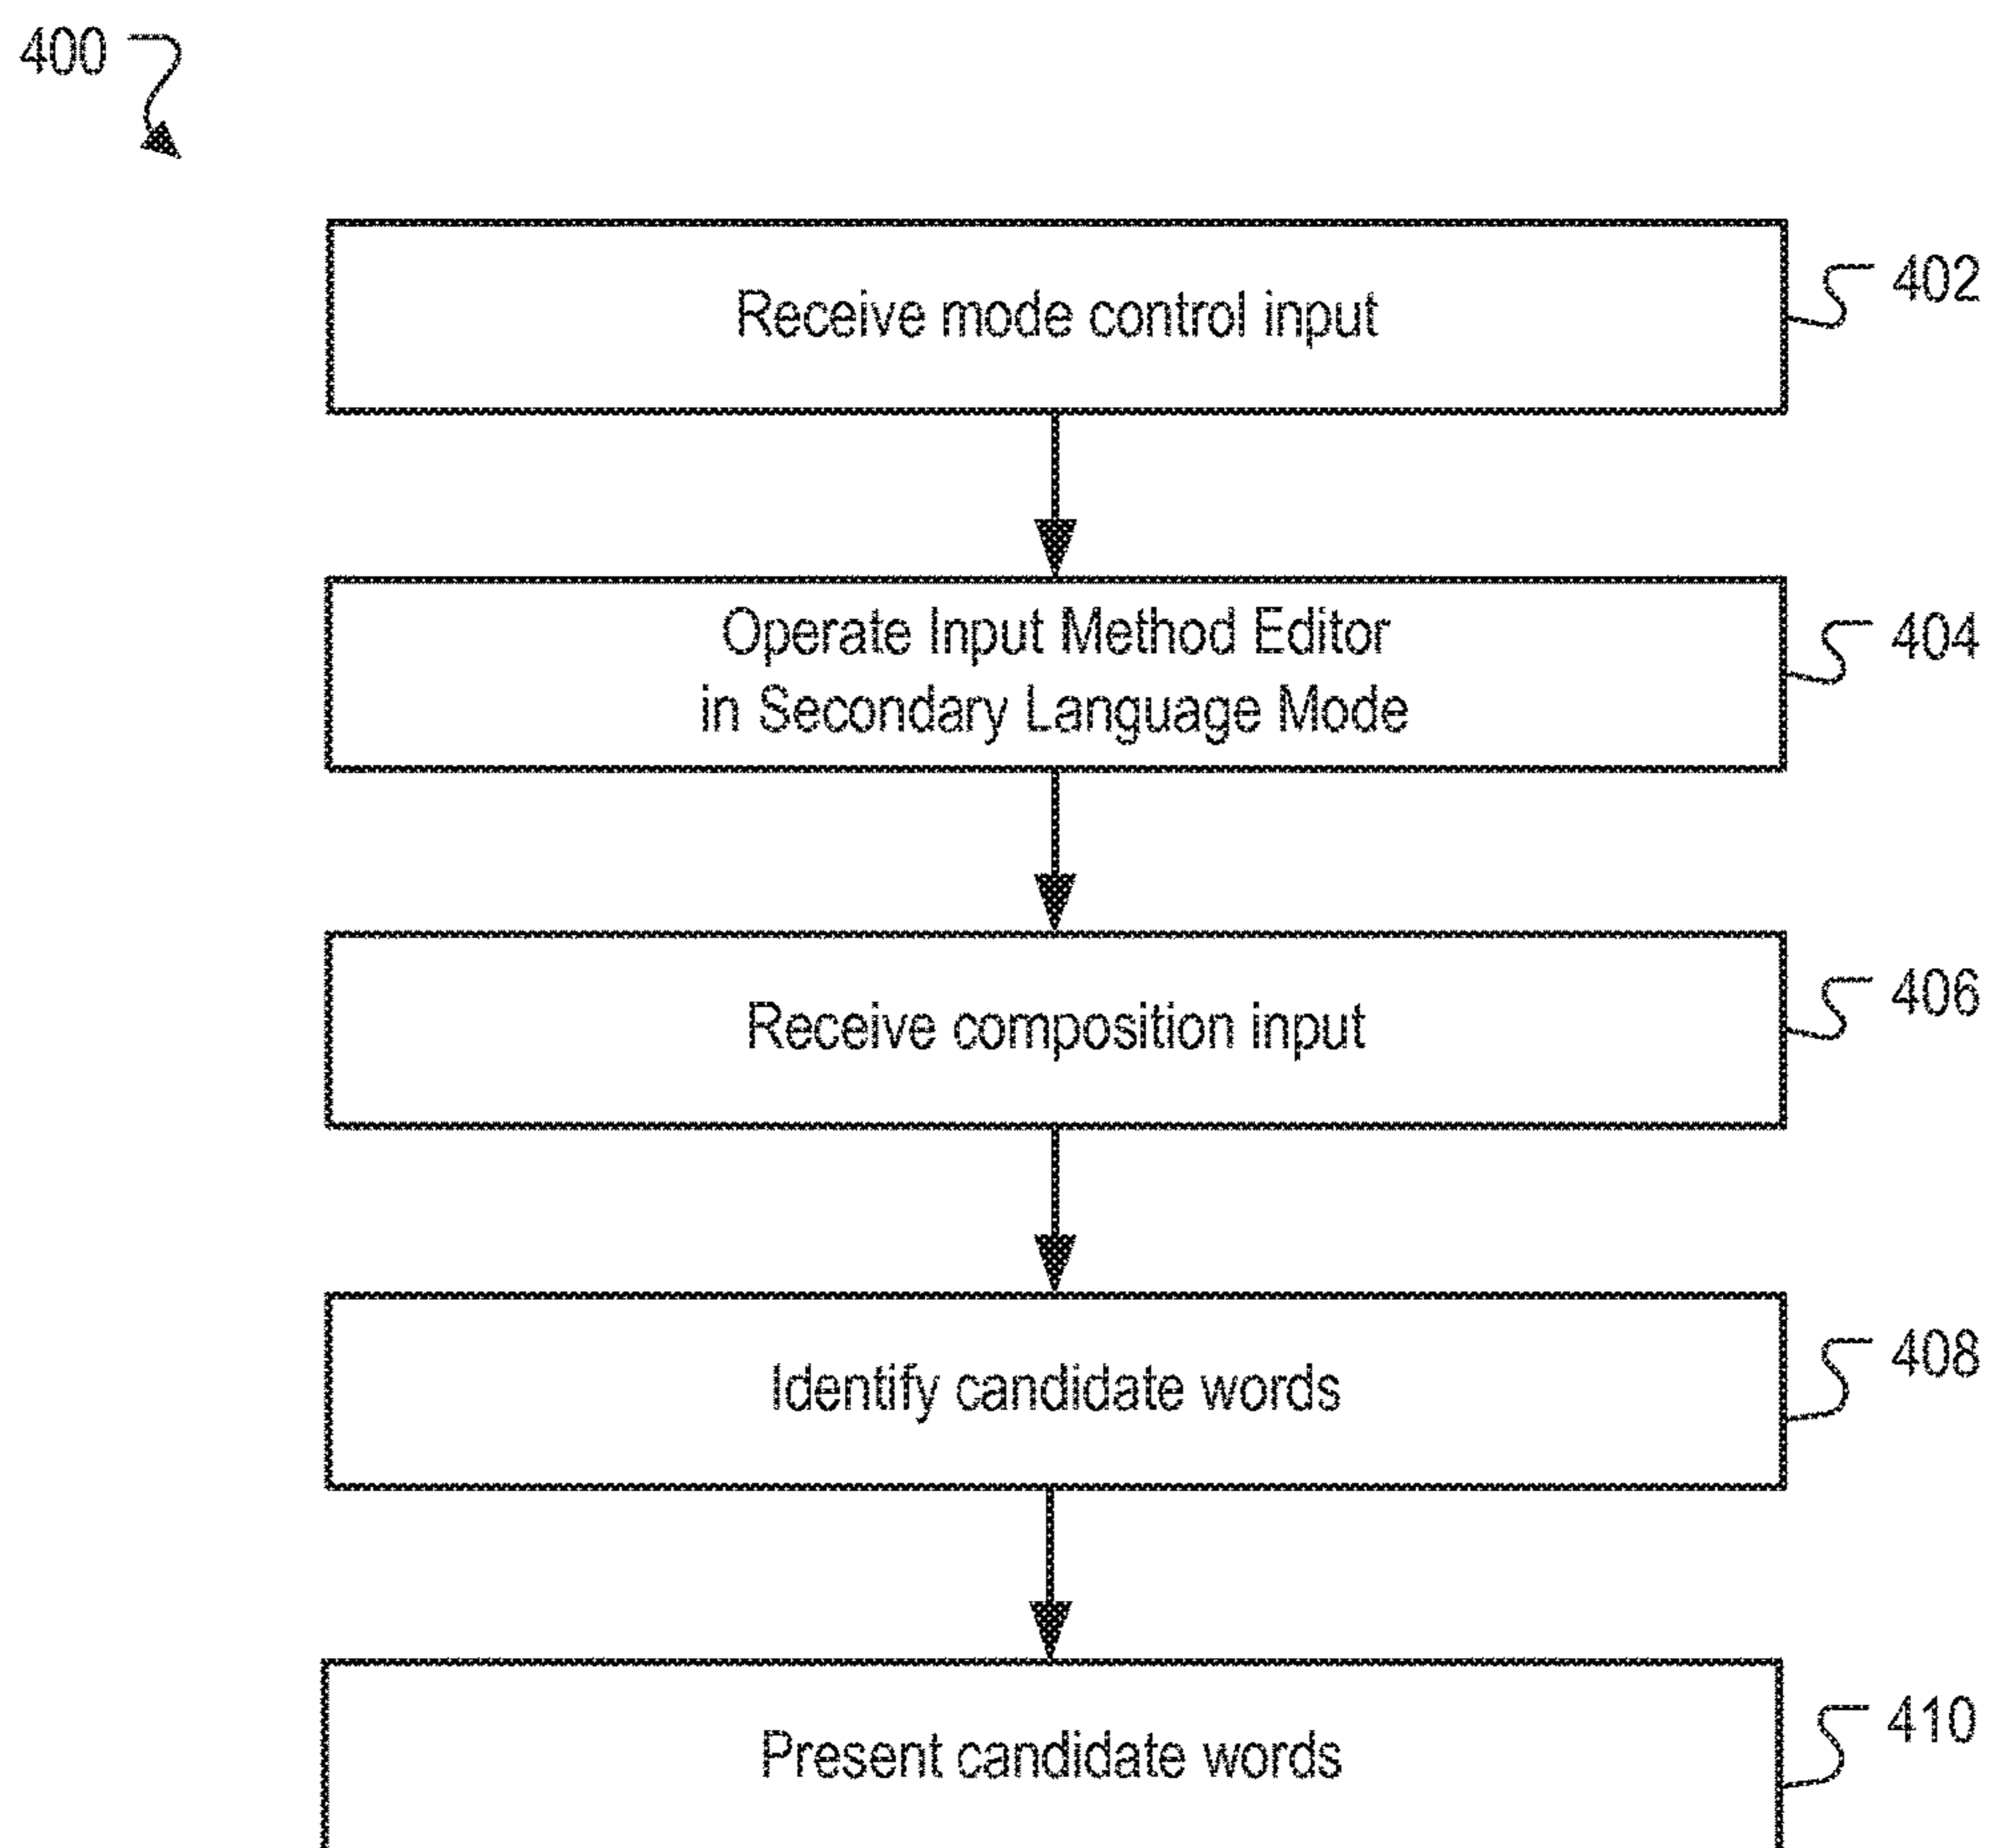 400
Receive mode control input
402
Operate Input Method Editor
in Secondary Language Mode
404
Receive composition input
406
Identify candidate words
408
Present candidate words
410